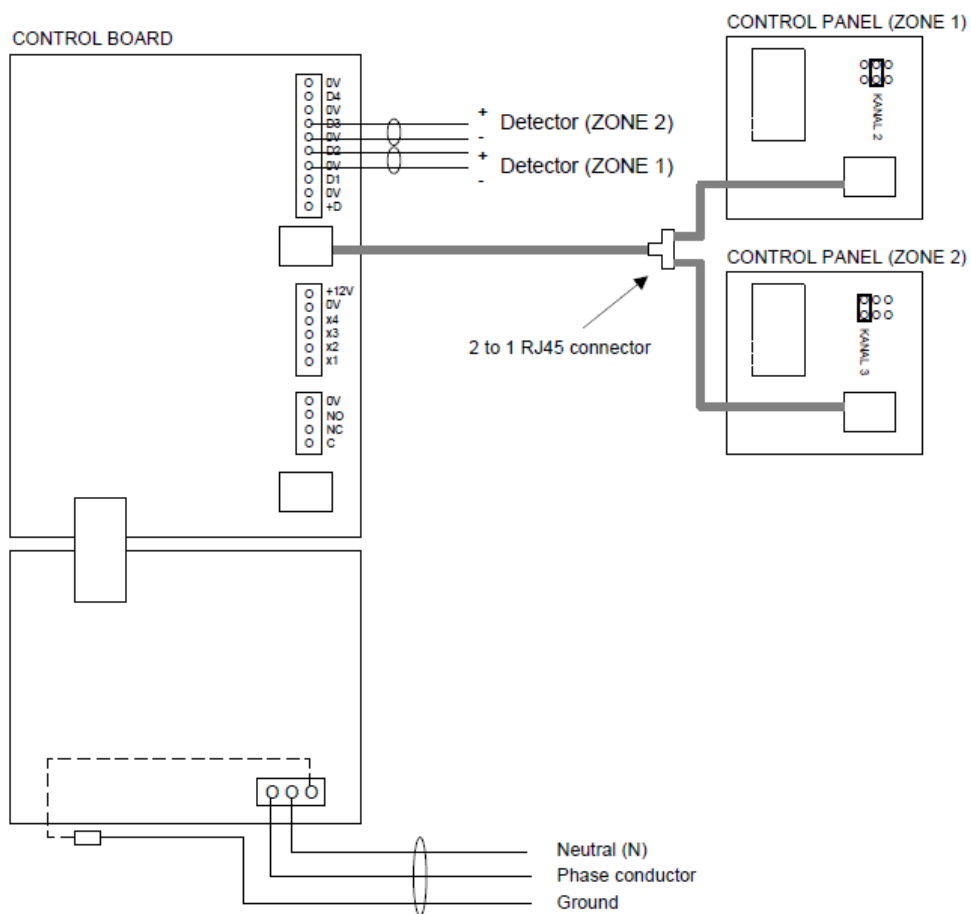 CONTROL BOARD
0V
D4
0V
D3
0V
D2
0V
D1
0V
+D
+ Detector (ZONE 2)
-
+ Detector (ZONE 1)
-
+12V
0V
x4
x3
x2
x1
0V
NO
NC
C
CONTROL PANEL (ZONE 1)
KANAL 2
CONTROL PANEL (ZONE 2)
KANAL 3
2 to 1 RJ45 connector
Neutral (N)
Phase conductor
Ground